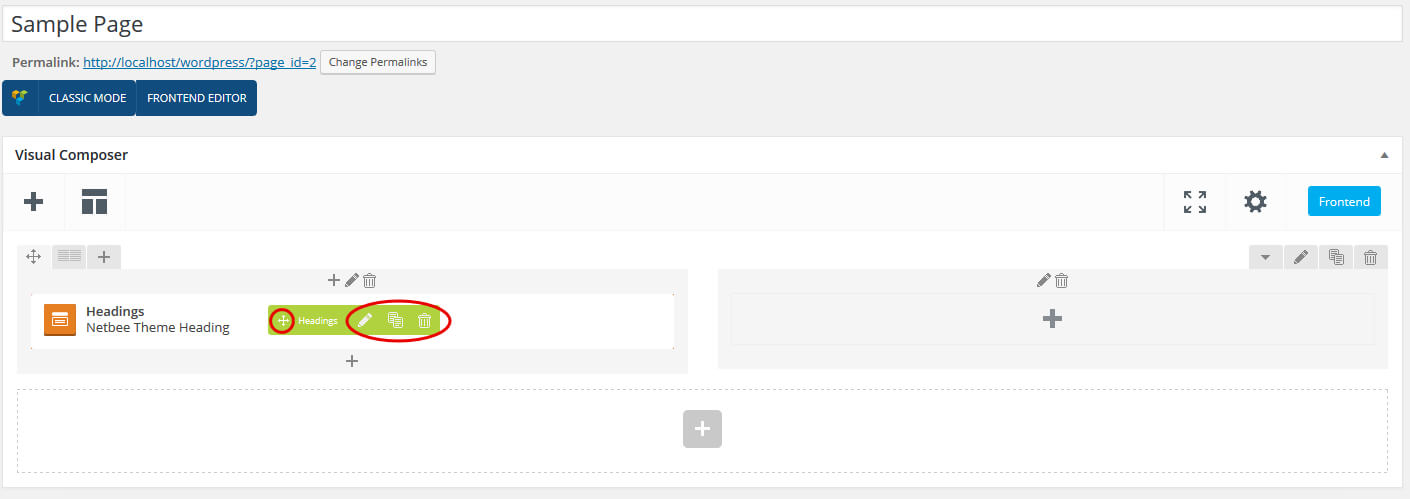 Sample Page
Permalink: http://localhost/wordpress/?page_id=2 Change Permalinks
CLASSIC MODE FRONTEND EDITOR
Visual Composer
Frontend
Headings
Netbee Theme Heading
Headings